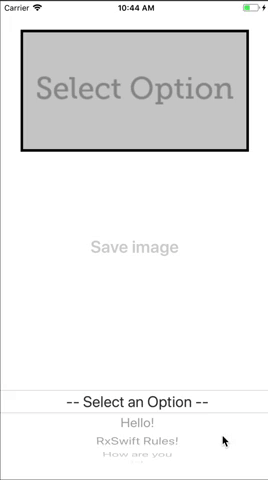 Carrier 10:44 AM
Select Option
Save image
-- Select an Option --
Hello!
RxSwift Rules!
How are you